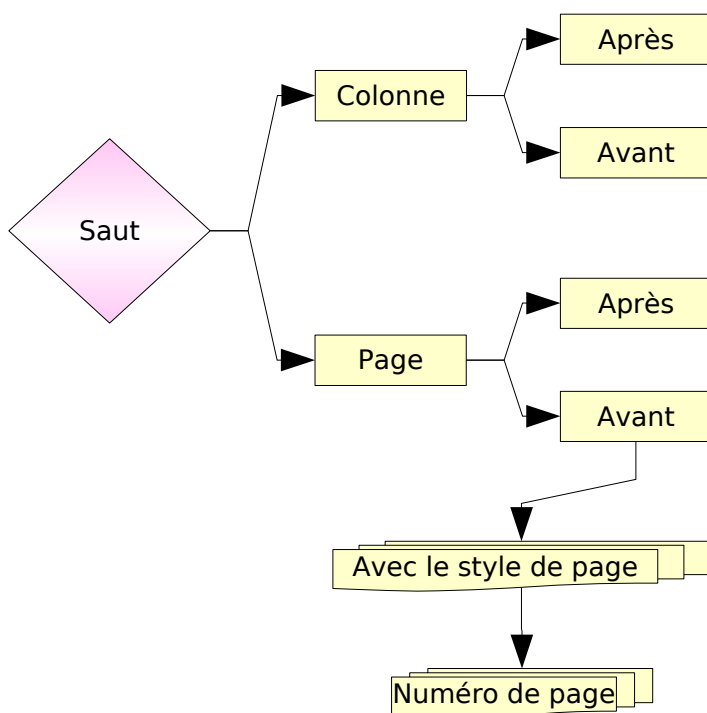 Saut
Colonne
Après
Avant
Page
Après
Avant
Avec le style de page
Numéro de page